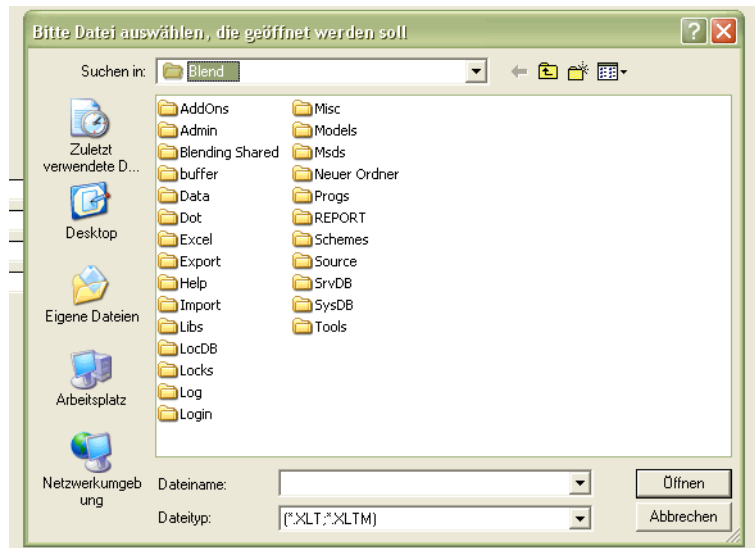 Bitte Datei auswählen, die geöffnet werden soll
Suchen in: Blend
Zuletzt
verwendete D...
Desktop
Eigene Dateien
Arbeitsplatz
Netzwerkumgeb
ung
AddOns
Admin
Blending Shared
buffer
Data
Dot
Excel
Export
Help
Import
Libs
LocDB
Locks
Log
Login
Misc
Models
Msds
Neuer Ordner
Progs
REPORT
Schemes
Source
SrvDB
SysDB
Tools
Dateiname:
Öffnen
Dateityp: (*.XLT;*.XLTM)
Abbrechen